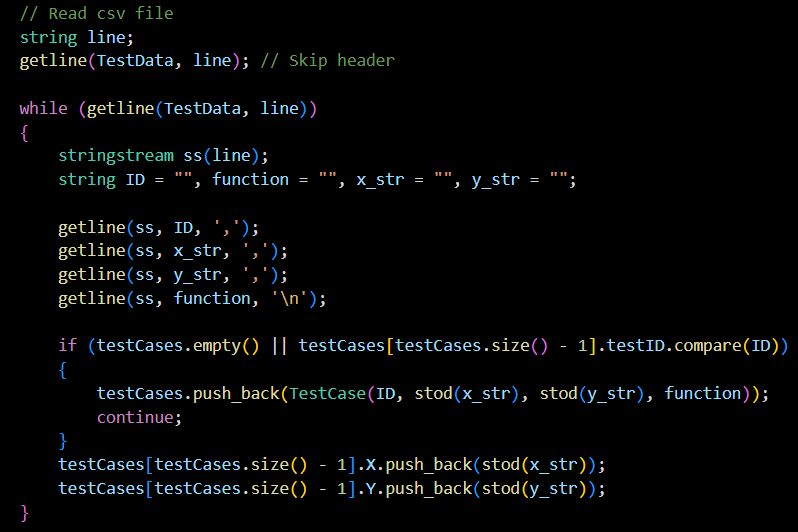 // Read csv file
string line;
getline(TestData, line); // Skip header

while (getline(TestData, line))
{
    stringstream ss(line);
    string ID = "", function = "", x_str = "", y_str = "";

    getline(ss, ID, ',');
    getline(ss, x_str, ',');
    getline(ss, y_str, ',');
    getline(ss, function, '\n');

    if (testCases.empty() || testCases[testCases.size() - 1].testID.compare(ID))
    {
        testCases.push_back(TestCase(ID, stod(x_str), stod(y_str), function));
        continue;
    }
    testCases[testCases.size() - 1].X.push_back(stod(x_str));
    testCases[testCases.size() - 1].Y.push_back(stod(y_str));
}